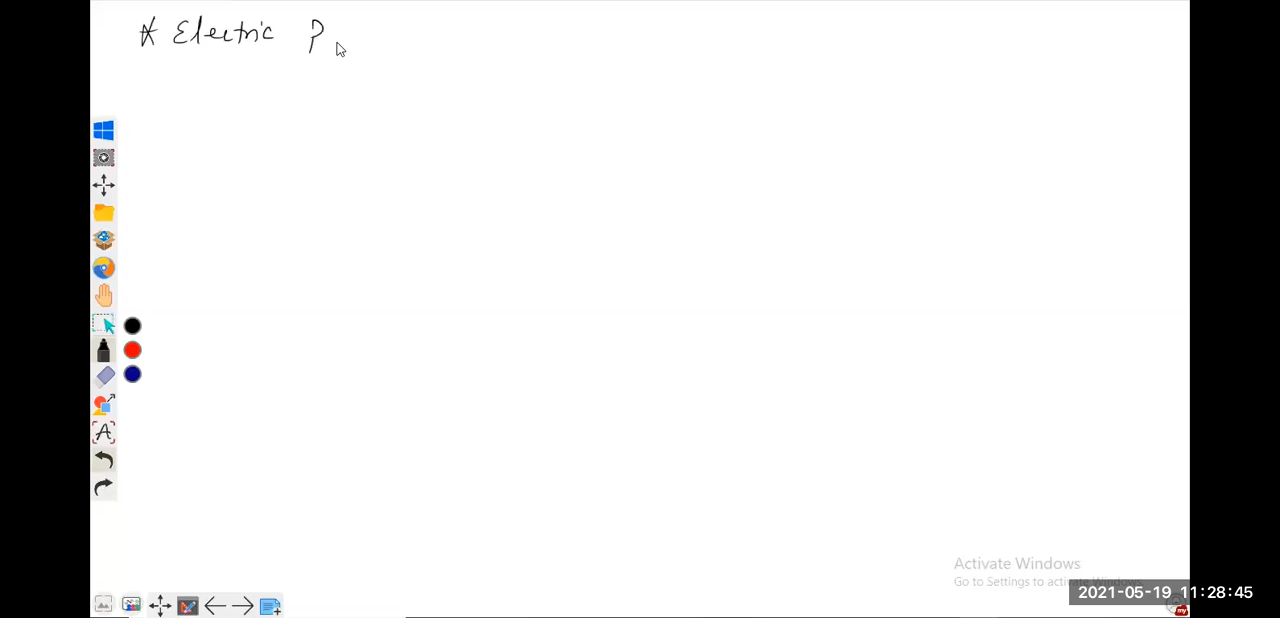 * Electric P
Activate Windows
Go to Settings to activate Windows.
2021-05-19 11:28:45